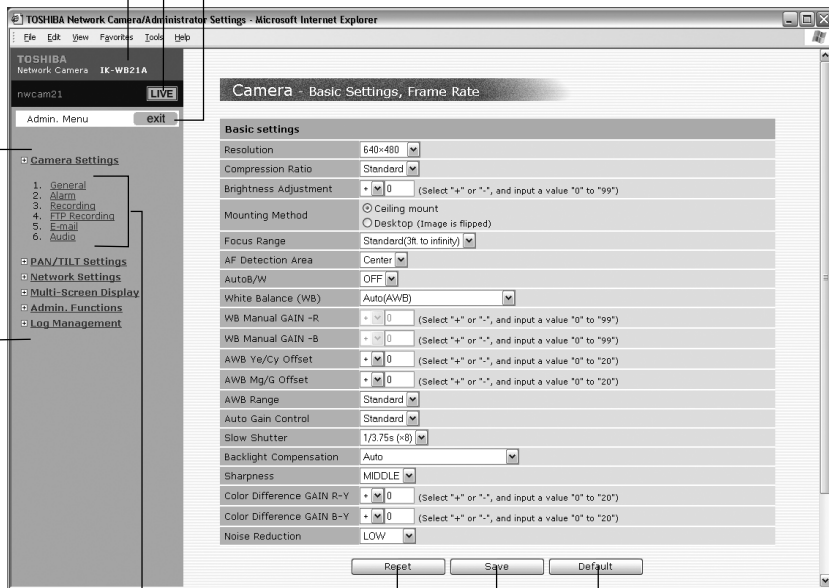 TOSHIBA Network Camera/Administrator Settings - Microsoft Internet Explorer
File Edit View Favorites Tools Help
TOSHIBA
Network Camera IK-WB21A
nwcam21 LIVE
Admin. Menu exit
Camera Settings
1. General
2. Alarm
3. Recording
4. FTP Recording
5. E-mail
6. Audio
PAN/TILT Settings
Network Settings
Multi-Screen Display
Admin. Functions
Log Management
Camera - Basic Settings, Frame Rate
Basic settings
Resolution 640×480
Compression Ratio Standard
Brightness Adjustment + 0 (Select "+" or "-", and input a value "0" to "99")
Mounting Method Ceiling mount
Desktop (Image is flipped)
Focus Range Standard(3ft. to infinity)
AF Detection Area Center
AutoB/W OFF
White Balance (WB) Auto(AWB)
WB Manual GAIN -R + 0 (Select "+" or "-", and input a value "0" to "99")
WB Manual GAIN -B + 0 (Select "+" or "-", and input a value "0" to "99")
AWB Ye/Cy Offset + 0 (Select "+" or "-", and input a value "0" to "20")
AWB Mg/G Offset + 0 (Select "+" or "-", and input a value "0" to "20")
AWB Range Standard
Auto Gain Control Standard
Slow Shutter 1/3.75s (×8)
Backlight Compensation Auto
Sharpness MIDDLE
Color Difference GAIN R-Y + 0 (Select "+" or "-", and input a value "0" to "20")
Color Difference GAIN B-Y + 0 (Select "+" or "-", and input a value "0" to "20")
Noise Reduction LOW
Reset Save Default